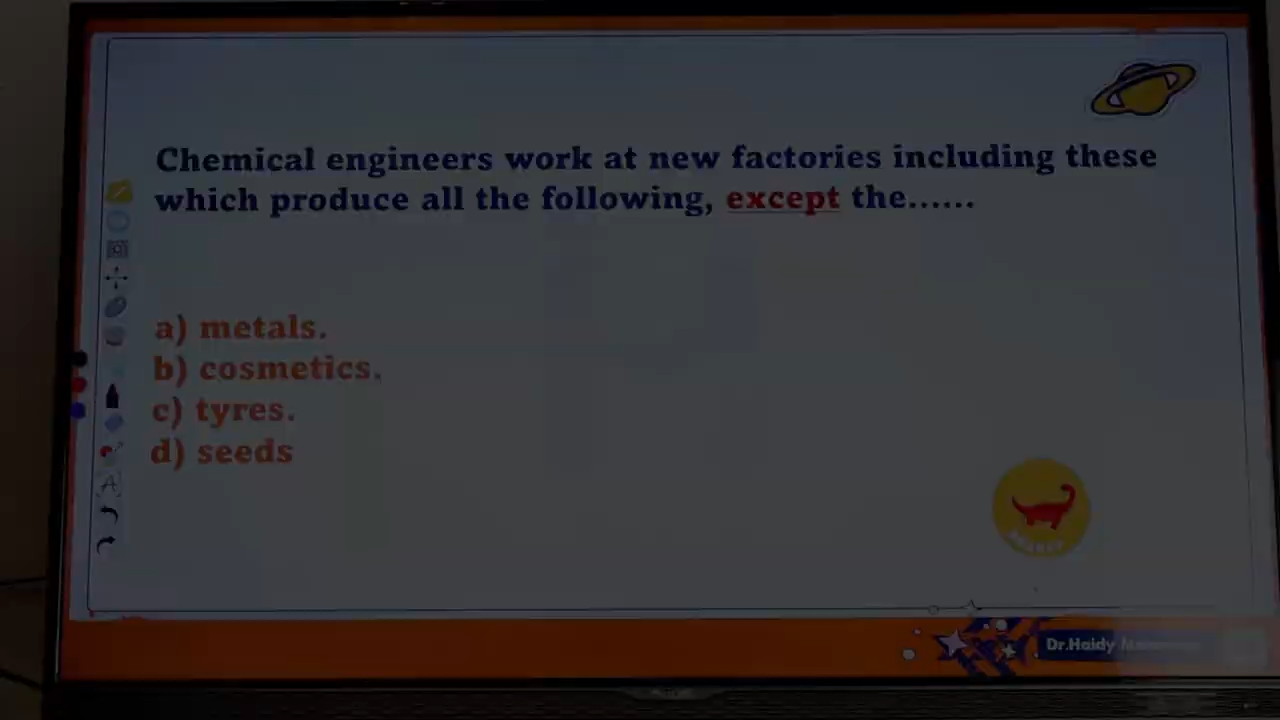 Chemical engineers work at new factories including these
which produce all the following, except the......
a) metals.
b) cosmetics.
c) tyres.
d) seeds
Dr.Haidy